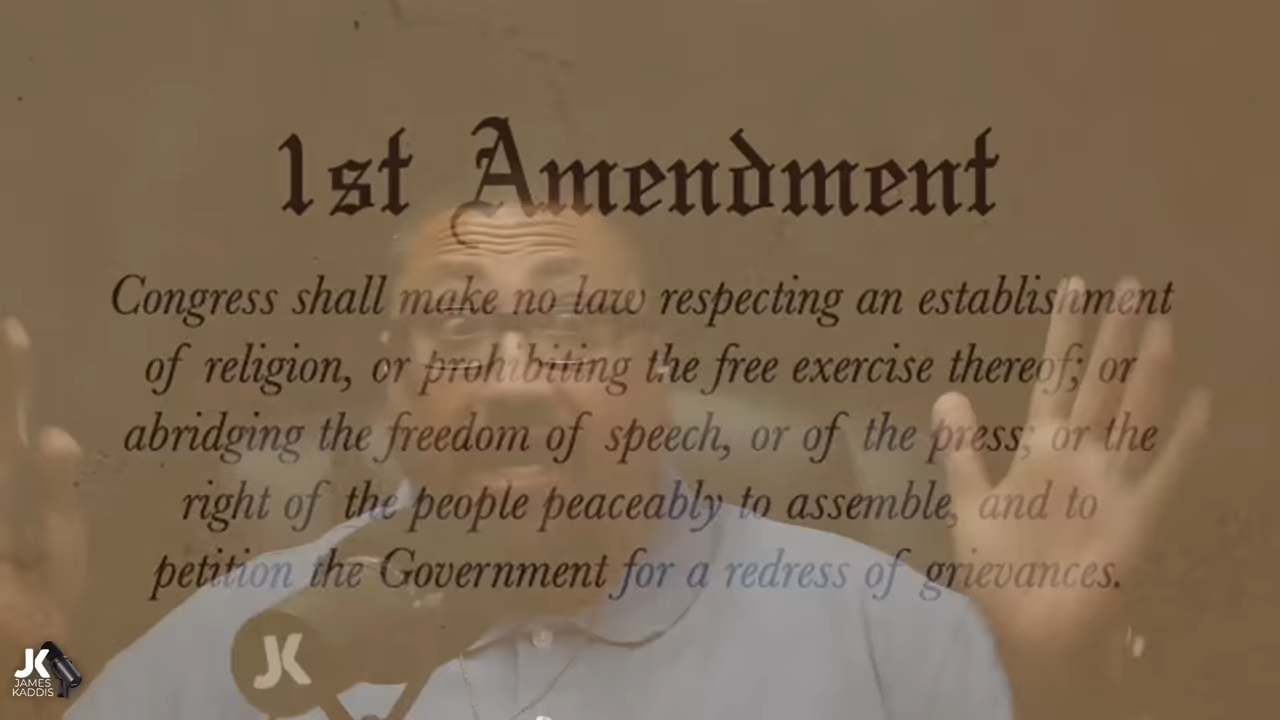 1st Amendment
Congress shall make no law respecting an establishment
of religion, or prohibiting the free exercise thereof; or
abridging the freedom of speech, or of the press; or the
right of the people peaceably to assemble, and to
petition the Government for a redress of grievances.
JK
JK
JAMES
KADDIS